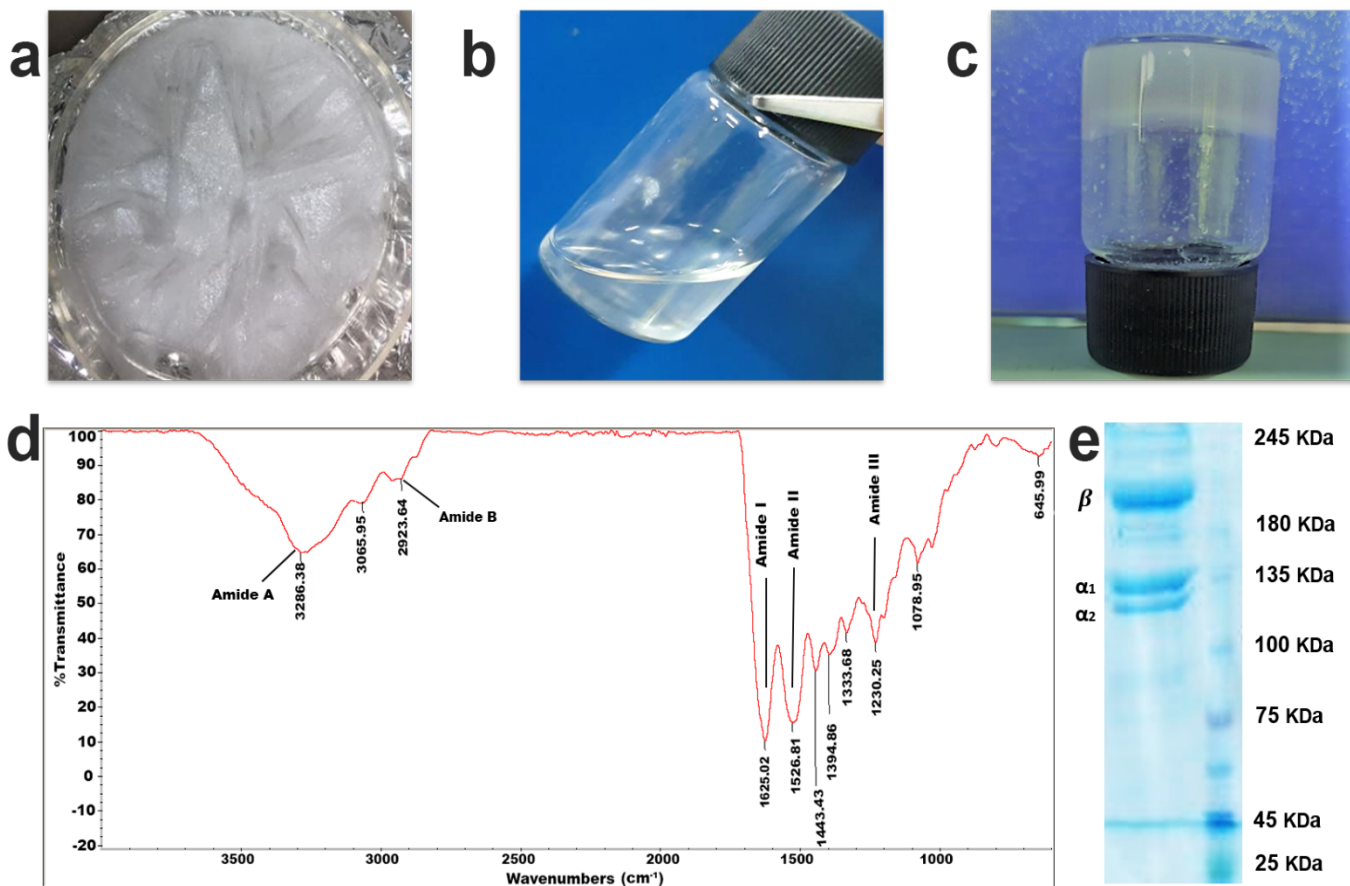 a
b
c
d
%Transmittance
100
90
80
70
60
50
40
30
20
10
0
-10
-20
Amide A
3286.38
3065.95
2923.64
Amide B
Amide I
1625.02
Amide II
1526.81
1443.43
1394.86
1333.68
Amide III
1230.25
1078.95
645.99
3500
3000
2500
2000
1500
1000
Wavenumbers (cm⁻¹)
e
β
α₁
α₂
245 KDa
180 KDa
135 KDa
100 KDa
75 KDa
45 KDa
25 KDa